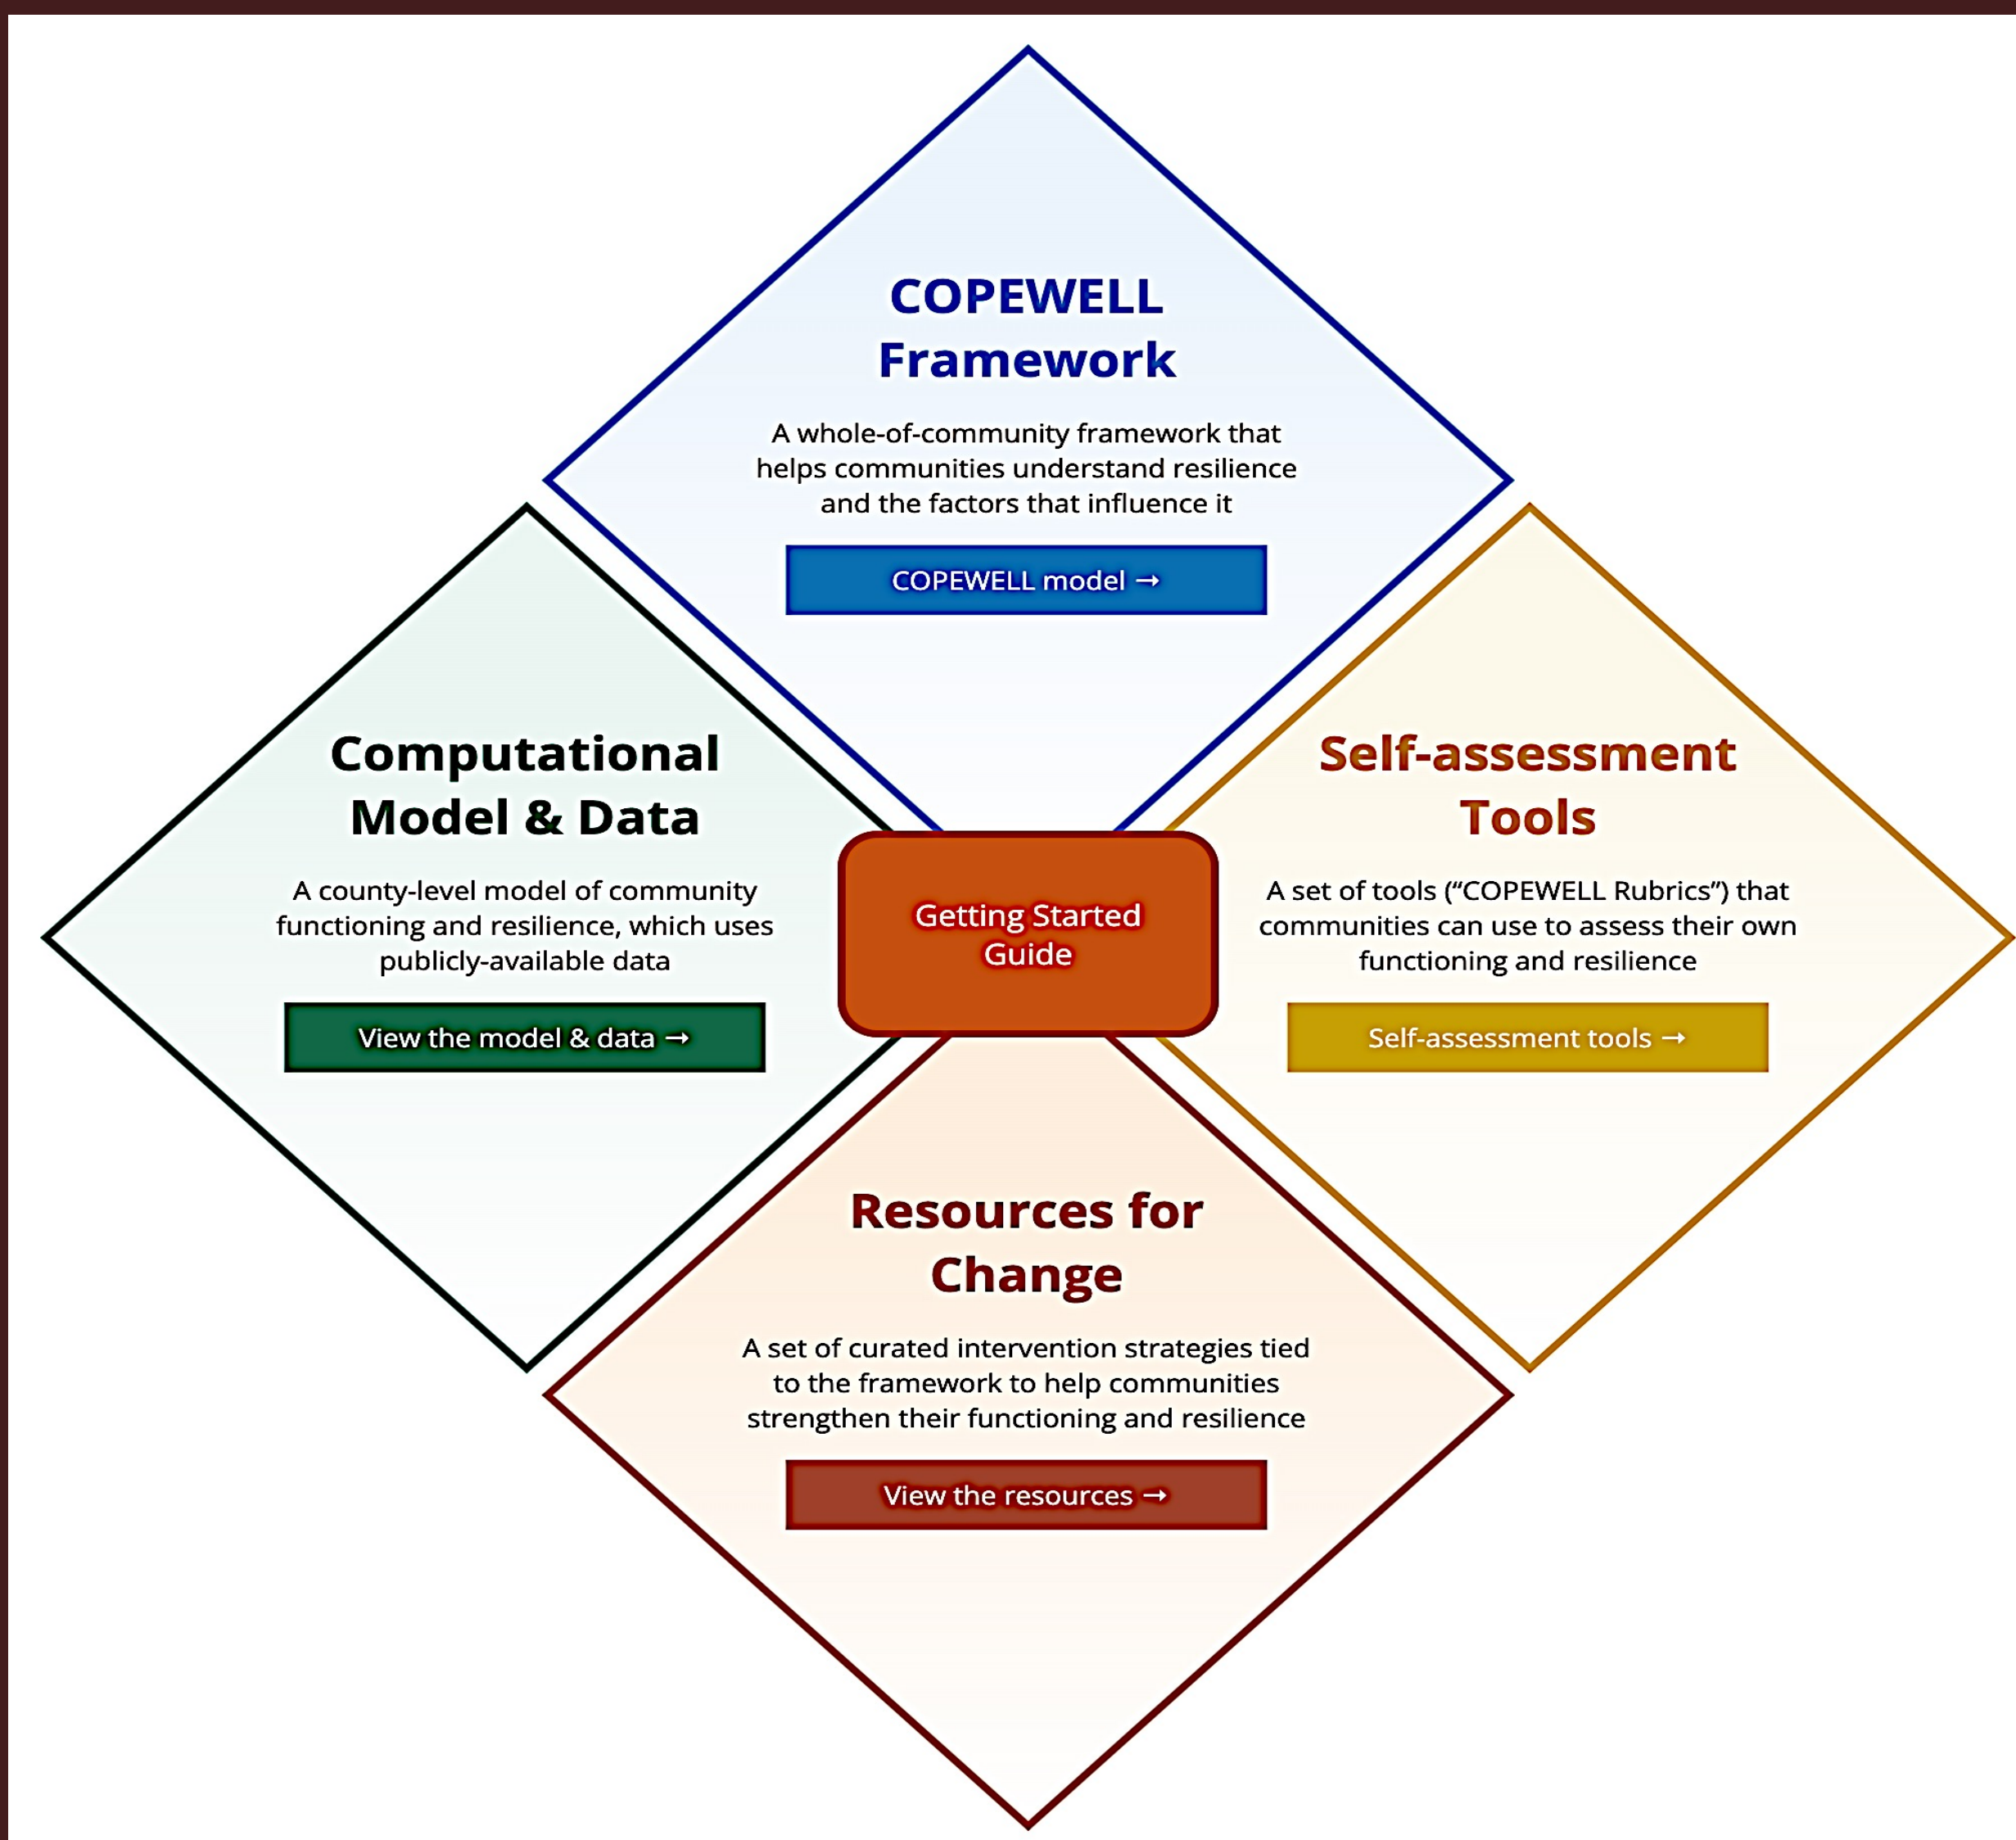 COPEWELL
Framework
A whole-of-community framework that
helps communities understand resilience
and the factors that influence it
COPEWELL model →
Computational
Model & Data
A county-level model of community
functioning and resilience, which uses
publicly-available data
View the model & data →
Getting Started
Guide
Self-assessment
Tools
A set of tools (“COPEWELL Rubrics”) that
communities can use to assess their own
functioning and resilience
Self-assessment tools →
Resources for
Change
A set of curated intervention strategies tied
to the framework to help communities
strengthen their functioning and resilience
View the resources →